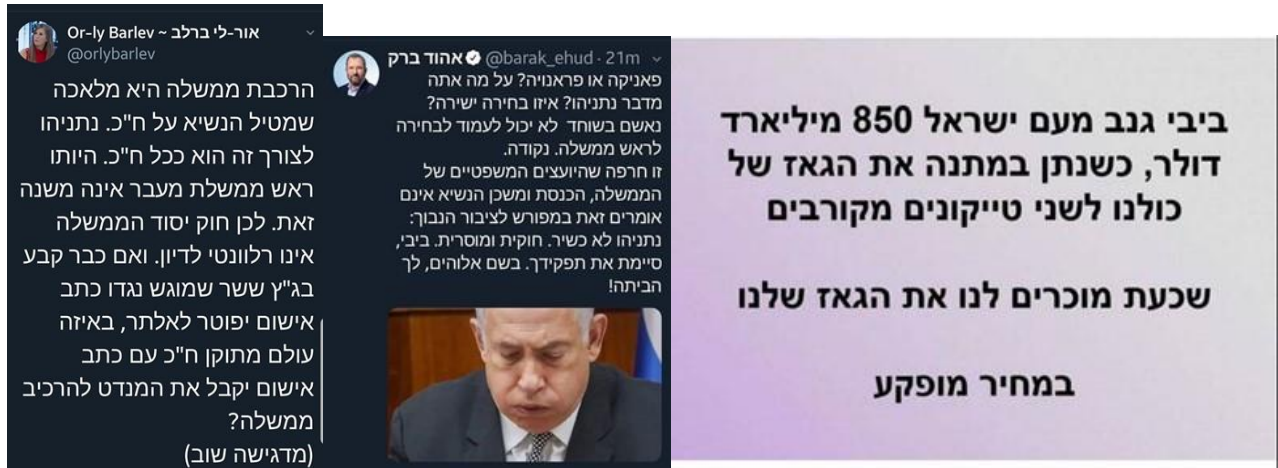 Or-ly Barlev ~ אור-לי ברלב
@orlybarlev
הרכבת ממשלה היא מלאכה
שמטיל הנשיא על ח"כ. נתניהו
לצורך זה הוא ככל ח"כ. היותו
ראש ממשלת מעבר אינה משנה
זאת. לכן חוק יסוד הממשלה
אינו רלוונטי לדיון. ואם כבר קבע
בג"ץ ששר שמוגש נגדו כתב
אישום יפוטר לאלתר, באיזה
עולם מתוקן ח"כ עם כתב
אישום יקבל את המנדט להרכיב
ממשלה?
(מדגישה שוב)
אהוד ברק @barak_ehud · 21m
פאניקה או פראנויה? על מה אתה
מדבר נתניהו? איזו בחירה ישירה?
נאשם בשוחד לא יכול לעמוד לבחירה
לראש ממשלה. נקודה.
זו חרפה שהיועצים המשפטיים של
הממשלה, הכנסת ומשכן הנשיא אינם
אומרים זאת במפורש לציבור הנבוך:
נתניהו לא כשיר. חוקית ומוסרית. ביבי,
סיימת את תפקידך. בשם אלוהים, לך
הביתה!
ביבי גנב מעם ישראל 850 מיליארד
דולר, כשנתן במתנה את הגאז של
כולנו לשני טייקונים מקורבים
שכעת מוכרים לנו את הגאז שלנו
במחיר מופקע